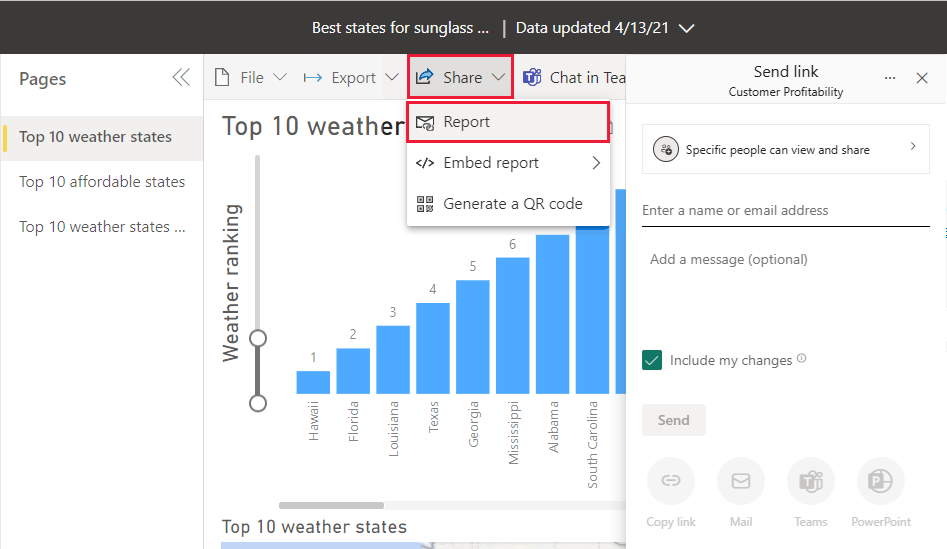 Best states for sunglass ... | Data updated 4/13/21
Pages
Top 10 weather states
Top 10 affordable states
Top 10 weather states ...
File
Export
Share
Chat in Tea
Report
Embed report
Generate a QR code
Top 10 weather
Weather ranking
1
2
3
4
5
6
Hawaii
Florida
Louisiana
Texas
Georgia
Mississippi
Alabama
South Carolina
Top 10 weather states
Send link
...
Customer Profitability
Specific people can view and share
Enter a name or email address
Add a message (optional)
Include my changes
Send
Copy link
Mail
Teams
PowerPoint